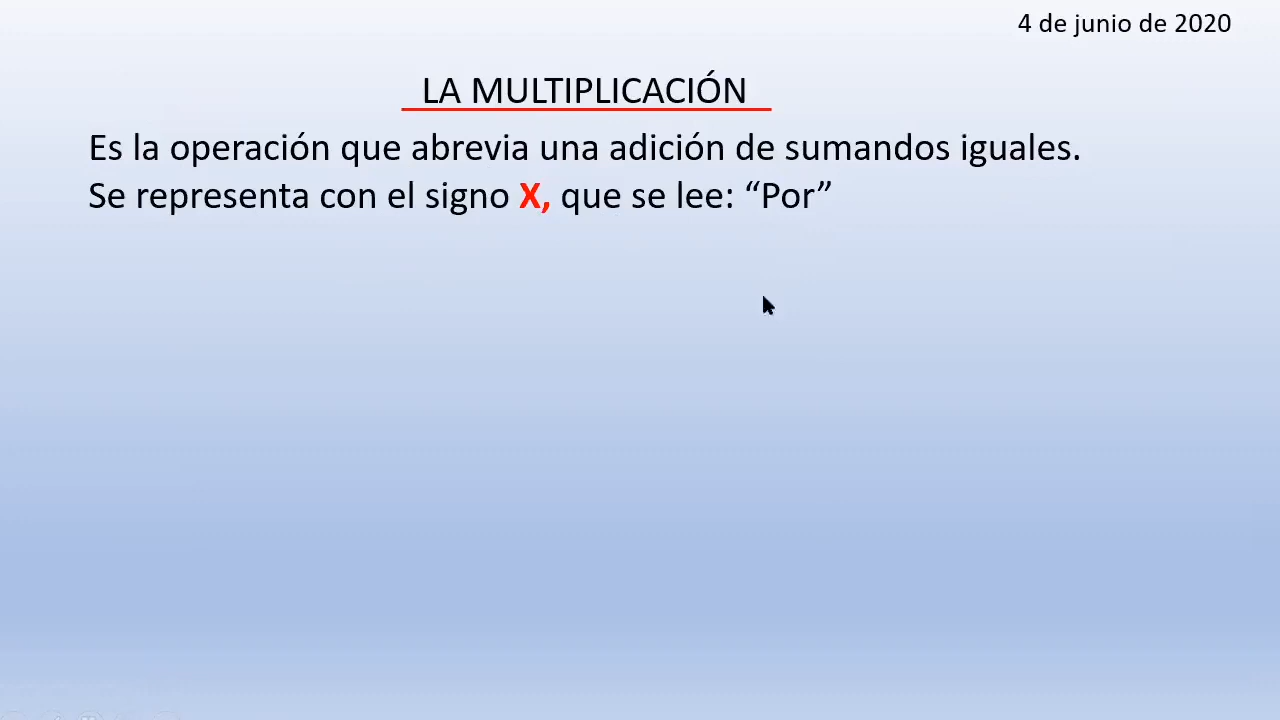 4 de junio de 2020
LA MULTIPLICACIÓN
Es la operación que abrevia una adición de sumandos iguales.
Se representa con el signo X, que se lee: “Por”